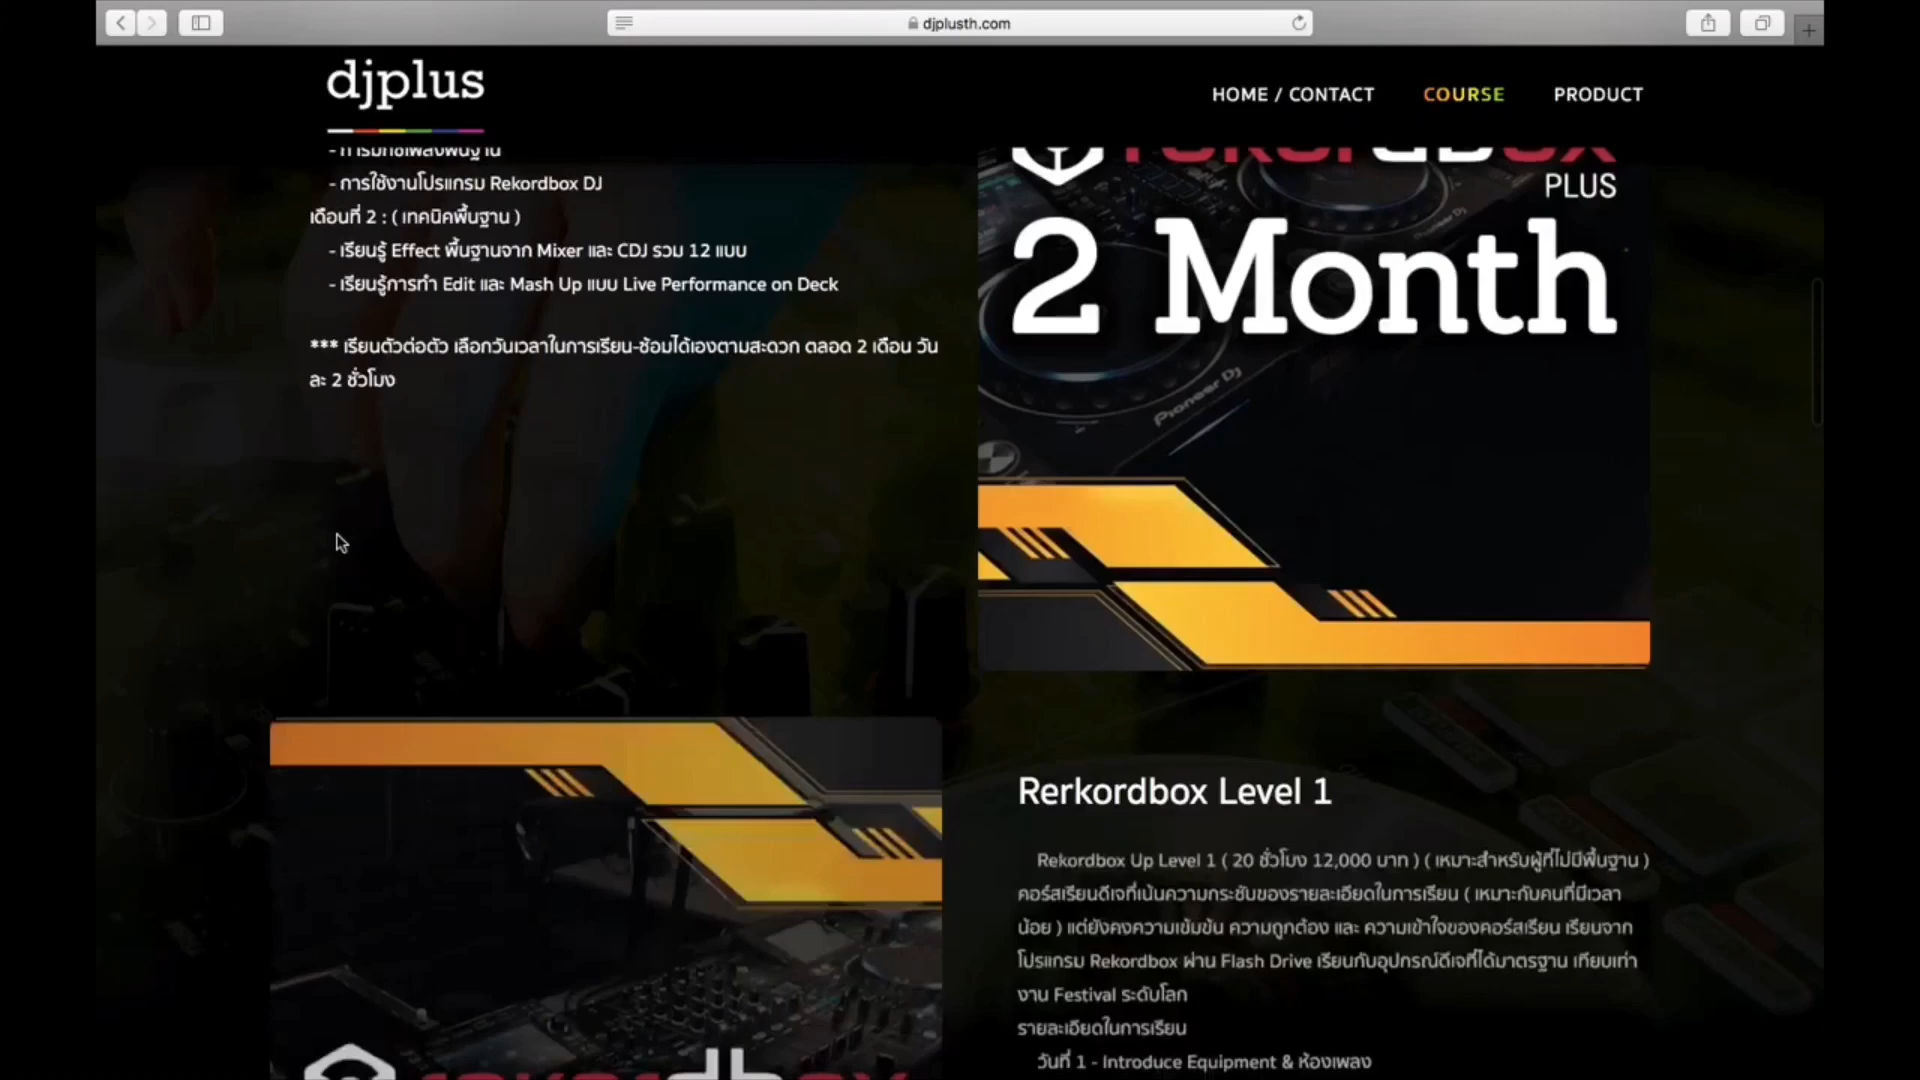 djplusth.com
djplus
HOME / CONTACT
COURSE
PRODUCT
- การมิกซ์เพลงพื้นฐาน
- การใช้งานโปรแกรม Rekordbox DJ
เดือนที่ 2 : ( เทคนิคพื้นฐาน )
- เรียนรู้ Effect พื้นฐานจาก Mixer และ CDJ รวม 12 แบบ
- เรียนรู้การทำ Edit และ Mash Up แบบ Live Performance on Deck
*** เรียนตัวต่อตัว เลือกวันเวลาในการเรียน-ซ้อมได้เองตามสะดวก ตลอด 2 เดือน วัน
ละ 2 ชั่วโมง
rekordbox
PLUS
2 Month
Pioneer Dj
Rerkordbox Level 1
Rekordbox Up Level 1 ( 20 ชั่วโมง 12,000 บาท ) ( เหมาะสำหรับผู้ที่ไม่มีพื้นฐาน )
คอร์สเรียนดีเจที่เน้นความกระชับของรายละเอียดในการเรียน ( เหมาะกับคนที่มีเวลา
น้อย ) แต่ยังคงความเข้มข้น ความถูกต้อง และ ความเข้าใจของคอร์สเรียน เรียนจาก
โปรแกรม Rekordbox ผ่าน Flash Drive เรียนกับอุปกรณ์ดีเจที่ได้มาตรฐาน เทียบเท่า
งาน Festival ระดับโลก
รายละเอียดในการเรียน
วันที่ 1 - Introduce Equipment & ห้องเพลง
rekordbox